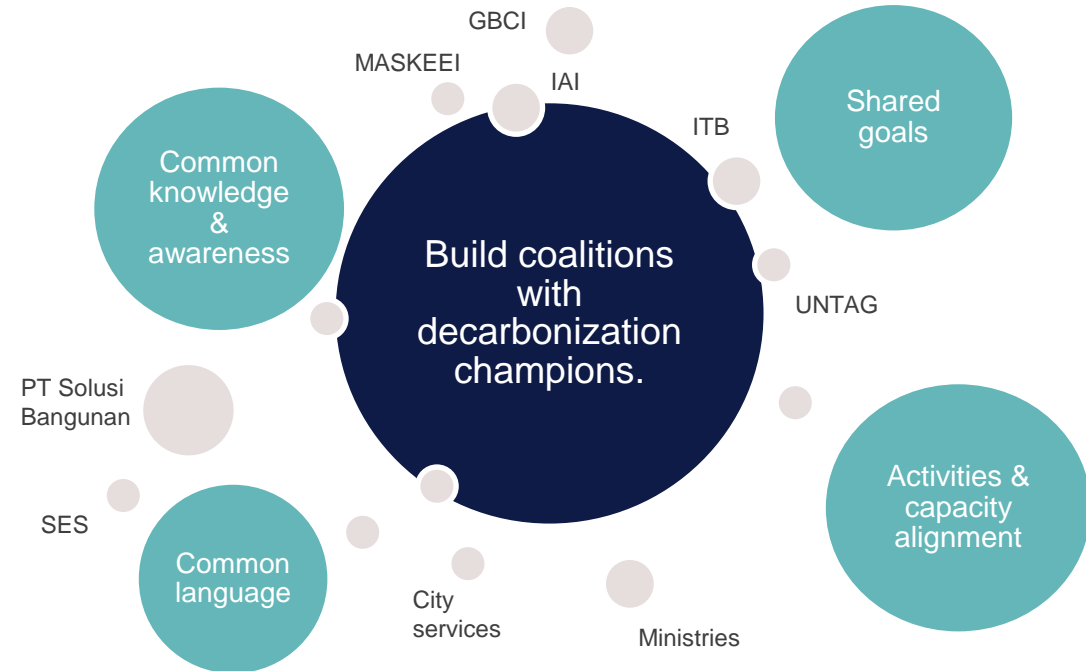 GBCI
MASKEEI
IAI
ITB
Shared
goals
Common
knowledge
&
awareness
Build coalitions
with
decarbonization
champions.
UNTAG
PT Solusi
Bangunan
SES
Common
language
City
services
Ministries
Activities &
capacity
alignment